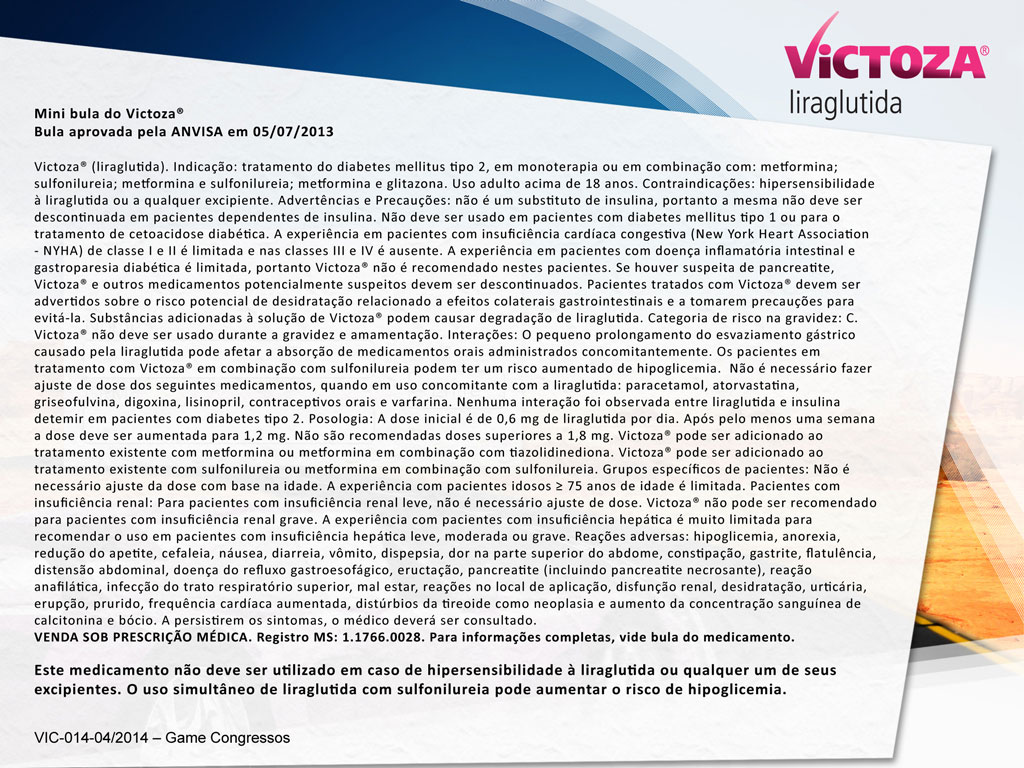 VICTOZA®
liraglutida
Mini bula do Victoza®
Bula aprovada pela ANVISA em 05/07/2013
Victoza® (liraglutida). Indicação: tratamento do diabetes mellitus tipo 2, em monoterapia ou em combinação com: metformina;
sulfonilureia; metformina e sulfonilureia; metformina e glitazona. Uso adulto acima de 18 anos. Contraindicações: hipersensibilidade
à liraglutida ou a qualquer excipiente. Advertências e Precauções: não é um substituto de insulina, portanto a mesma não deve ser
descontinuada em pacientes dependentes de insulina. Não deve ser usado em pacientes com diabetes mellitus tipo 1 ou para o
tratamento de cetoacidose diabética. A experiência em pacientes com insuficiência cardíaca congestiva (New York Heart Association
- NYHA) de classe I e II é limitada e nas classes III e IV é ausente. A experiência em pacientes com doença inflamatória intestinal e
gastroparesia diabética é limitada, portanto Victoza® não é recomendado nestes pacientes. Se houver suspeita de pancreatite,
Victoza® e outros medicamentos potencialmente suspeitos devem ser descontinuados. Pacientes tratados com Victoza® devem ser
advertidos sobre o risco potencial de desidratação relacionado a efeitos colaterais gastrointestinais e a tomarem precauções para
evitá-la. Substâncias adicionadas à solução de Victoza® podem causar degradação de liraglutida. Categoria de risco na gravidez: C.
Victoza® não deve ser usado durante a gravidez e amamentação. Interações: O pequeno prolongamento do esvaziamento gástrico
causado pela liraglutida pode afetar a absorção de medicamentos orais administrados concomitantemente. Os pacientes em
tratamento com Victoza® em combinação com sulfonilureia podem ter um risco aumentado de hipoglicemia. Não é necessário fazer
ajuste de dose dos seguintes medicamentos, quando em uso concomitante com a liraglutida: paracetamol, atorvastatina,
griseofulvina, digoxina, lisinopril, contraceptivos orais e varfarina. Nenhuma interação foi observada entre liraglutida e insulina
detemir em pacientes com diabetes tipo 2. Posologia: A dose inicial é de 0,6 mg de liraglutida por dia. Após pelo menos uma semana
a dose deve ser aumentada para 1,2 mg. Não são recomendadas doses superiores a 1,8 mg. Victoza® pode ser adicionado ao
tratamento existente com metformina ou metformina em combinação com tiazolidinediona. Victoza® pode ser adicionado ao
tratamento existente com sulfonilureia ou metformina em combinação com sulfonilureia. Grupos específicos de pacientes: Não é
necessário ajuste da dose com base na idade. A experiência com pacientes idosos ≥ 75 anos de idade é limitada. Pacientes com
insuficiência renal: Para pacientes com insuficiência renal leve, não é necessário ajuste de dose. Victoza® não pode ser recomendado
para pacientes com insuficiência renal grave. A experiência com pacientes com insuficiência hepática é muito limitada para
recomendar o uso em pacientes com insuficiência hepática leve, moderada ou grave. Reações adversas: hipoglicemia, anorexia,
redução do apetite, cefaleia, náusea, diarreia, vômito, dispepsia, dor na parte superior do abdome, constipação, gastrite, flatulência,
distensão abdominal, doença do refluxo gastroesofágico, eructação, pancreatite (incluindo pancreatite necrosante), reação
anafilática, infecção do trato respiratório superior, mal estar, reações no local de aplicação, disfunção renal, desidratação, urticária,
erupção, prurido, frequência cardíaca aumentada, distúrbios da tireoide como neoplasia e aumento da concentração sanguínea de
calcitonina e bócio. A persistirem os sintomas, o médico deverá ser consultado.
VENDA SOB PRESCRIÇÃO MÉDICA. Registro MS: 1.1766.0028. Para informações completas, vide bula do medicamento.
Este medicamento não deve ser utilizado em caso de hipersensibilidade à liraglutida ou qualquer um de seus
excipientes. O uso simultâneo de liraglutida com sulfonilureia pode aumentar o risco de hipoglicemia.
VIC-014-04/2014 – Game Congressos